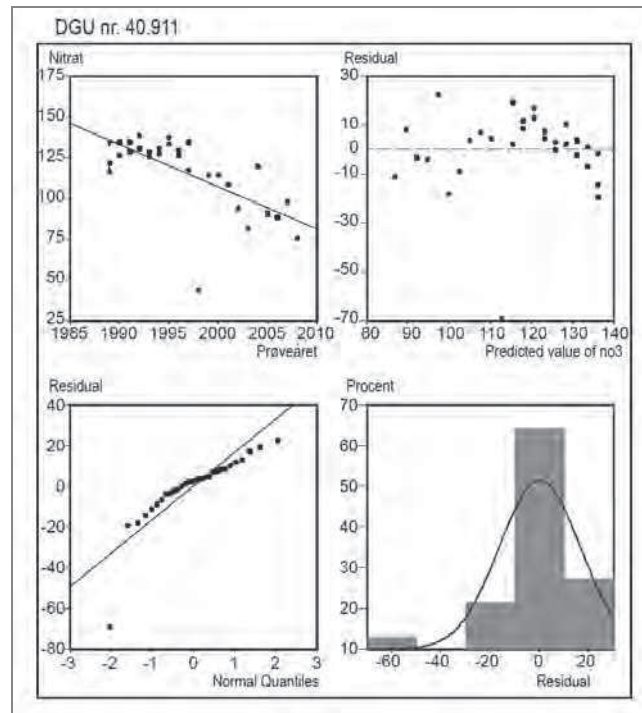 DGU nr. 40.911
Nitrat
175
150
125
100
75
50
25
1985 1990 1995 2000 2005 2010
Prøveåret
Residual
30
10
-10
-30
-50
-70
80 90 100 110 120 130 140
Predicted value of no3
Residual
40
20
0
-20
-40
-60
-80
-3 -2 -1 0 1 2 3
Normal Quantiles
Procent
70
60
50
40
30
20
10
-60 -20 0 20
Residual